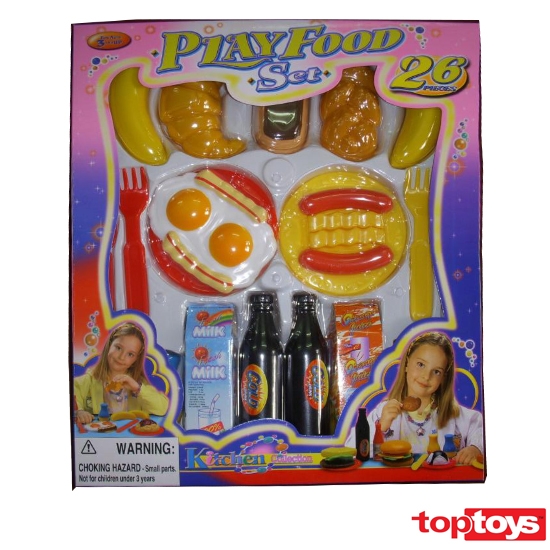 PLAY FOOD
Set
26
PIECES
MiLK
MiLK
WARNING:
CHOKING HAZARD - Small parts.
Not for children under 3 years
Kitchen Collection
toptoys